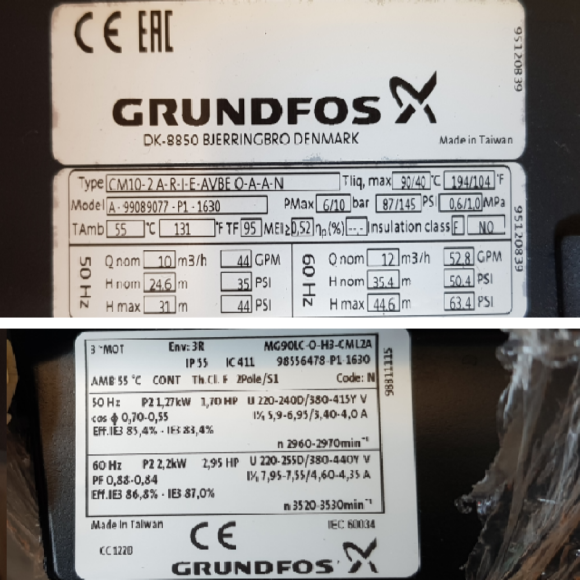 CE EAC
GRUNDFOS
DK-8850 BJERRINGBRO DENMARK
Made in Taiwan
95120839
Type CM10-2 A-R-I-E-AVBE O-A-A-N Tliq, max 90/40 °C 194/104 °F
Model A-99089077-P1-1630 PMax 6/10 bar 87/145 PSI 0,6/1,0 MPa
TAmb 55 °C 131 °F TF 95 MEI≥0,52 ηp(%) --.- Insulation class F NO
95120839
50 Hz
Q nom 10 m3/h 44 GPM
H nom 24.6 m 35 PSI
H max 31 m 44 PSI
60 Hz
Q nom 12 m3/h 52.8 GPM
H nom 35.4 m 50.4 PSI
H max 44.6 m 63.4 PSI
3~MOT Env: 3R MG90LC-O-H3-CML2A
IP 55 IC 411 98556478-P1-1630
AMB 55 °C CONT Th.Cl. F 2Pole/S1 Code: N
50 Hz P2 1,27kW 1,70 HP U 220-240D/380-415Y V
cos ϕ 0,70-0,55 I½ 5,9-6,95/3,40-4,0 A
Eff.IE3 85,4% - IE3 83,4%
n 2960-2970min⁻¹
60 Hz P2 2,2kW 2,95 HP U 220-255D/380-440Y V
PF 0,88-0,84 I½ 7,95-7,55/4,60-4,35 A
Eff.IE3 86,8% - IE3 87,0%
n 3520-3530min⁻¹
Made in Taiwan CE IEC 60034
CC1220
GRUNDFOS
98311115